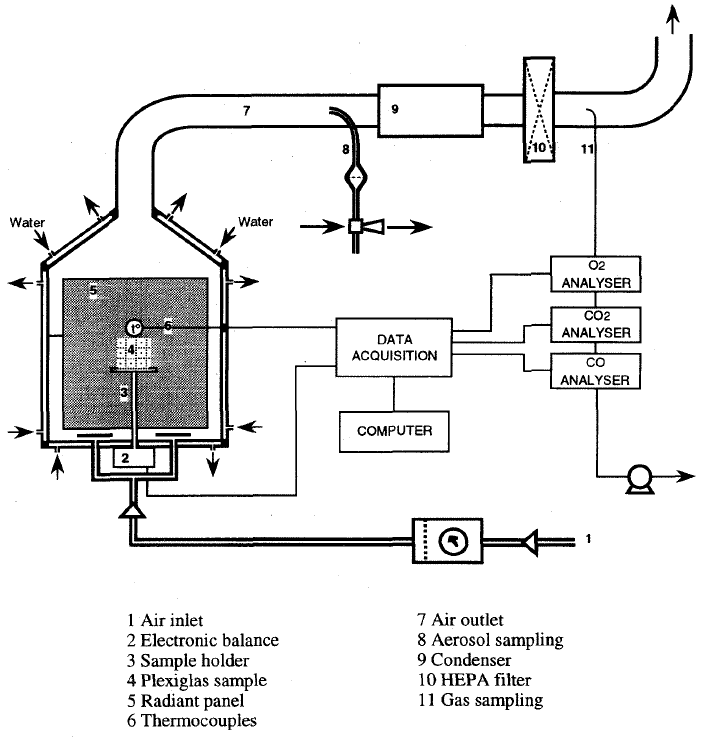 7
9
10
11
8
Water
Water
5
1°
6
4
3
2
O2
ANALYSER
CO2
ANALYSER
CO
ANALYSER
DATA
ACQUISITION
COMPUTER
1
1 Air inlet
2 Electronic balance
3 Sample holder
4 Plexiglas sample
5 Radiant panel
6 Thermocouples
7 Air outlet
8 Aerosol sampling
9 Condenser
10 HEPA filter
11 Gas sampling